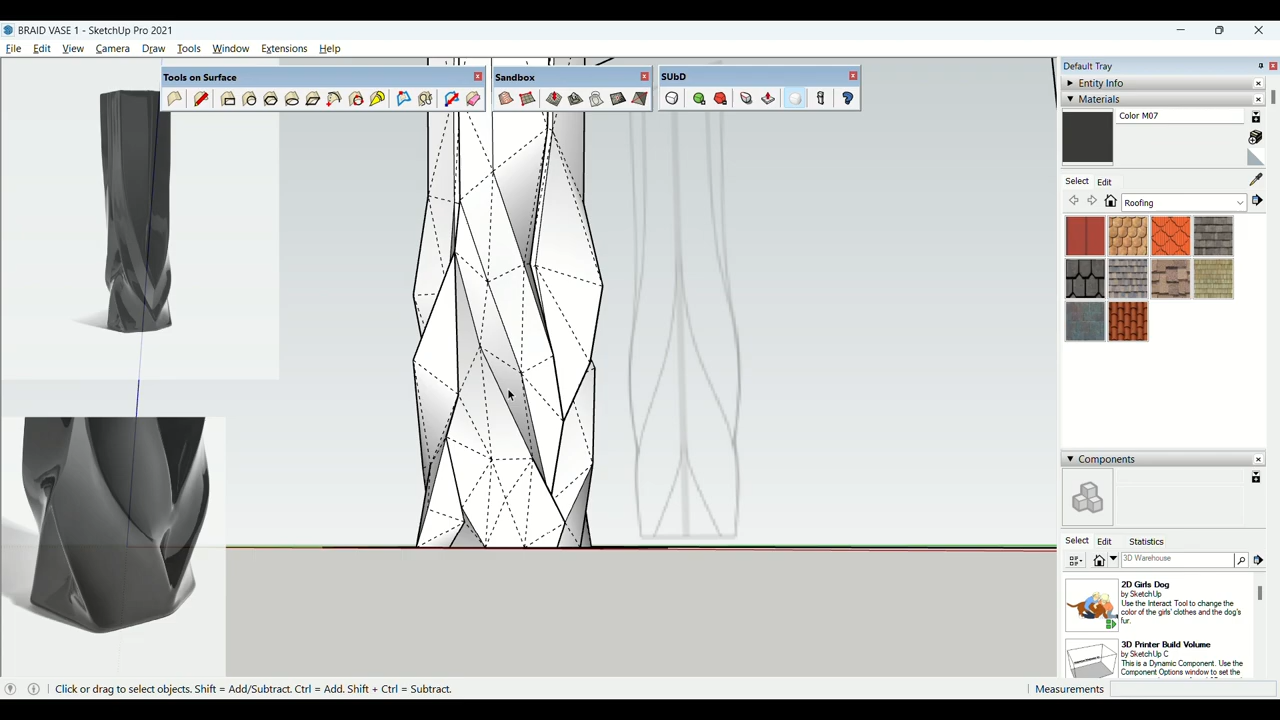 BRAID VASE 1 - SketchUp Pro 2021
File Edit View Camera Draw Tools Window Extensions Help
Tools on Surface
Sandbox
SUbD
Default Tray
Entity Info
Materials
Color M07
Select Edit
Roofing
Components
Select Edit Statistics
3D Warehouse
2D Girls Dog
by SketchUp
Use the Interact Tool to change the
color of the girls' clothes and the dog's
fur.
3D Printer Build Volume
by SketchUp C
This is a Dynamic Component. Use the
Component Options window to set the
Click or drag to select objects. Shift = Add/Subtract. Ctrl = Add. Shift + Ctrl = Subtract.
Measurements